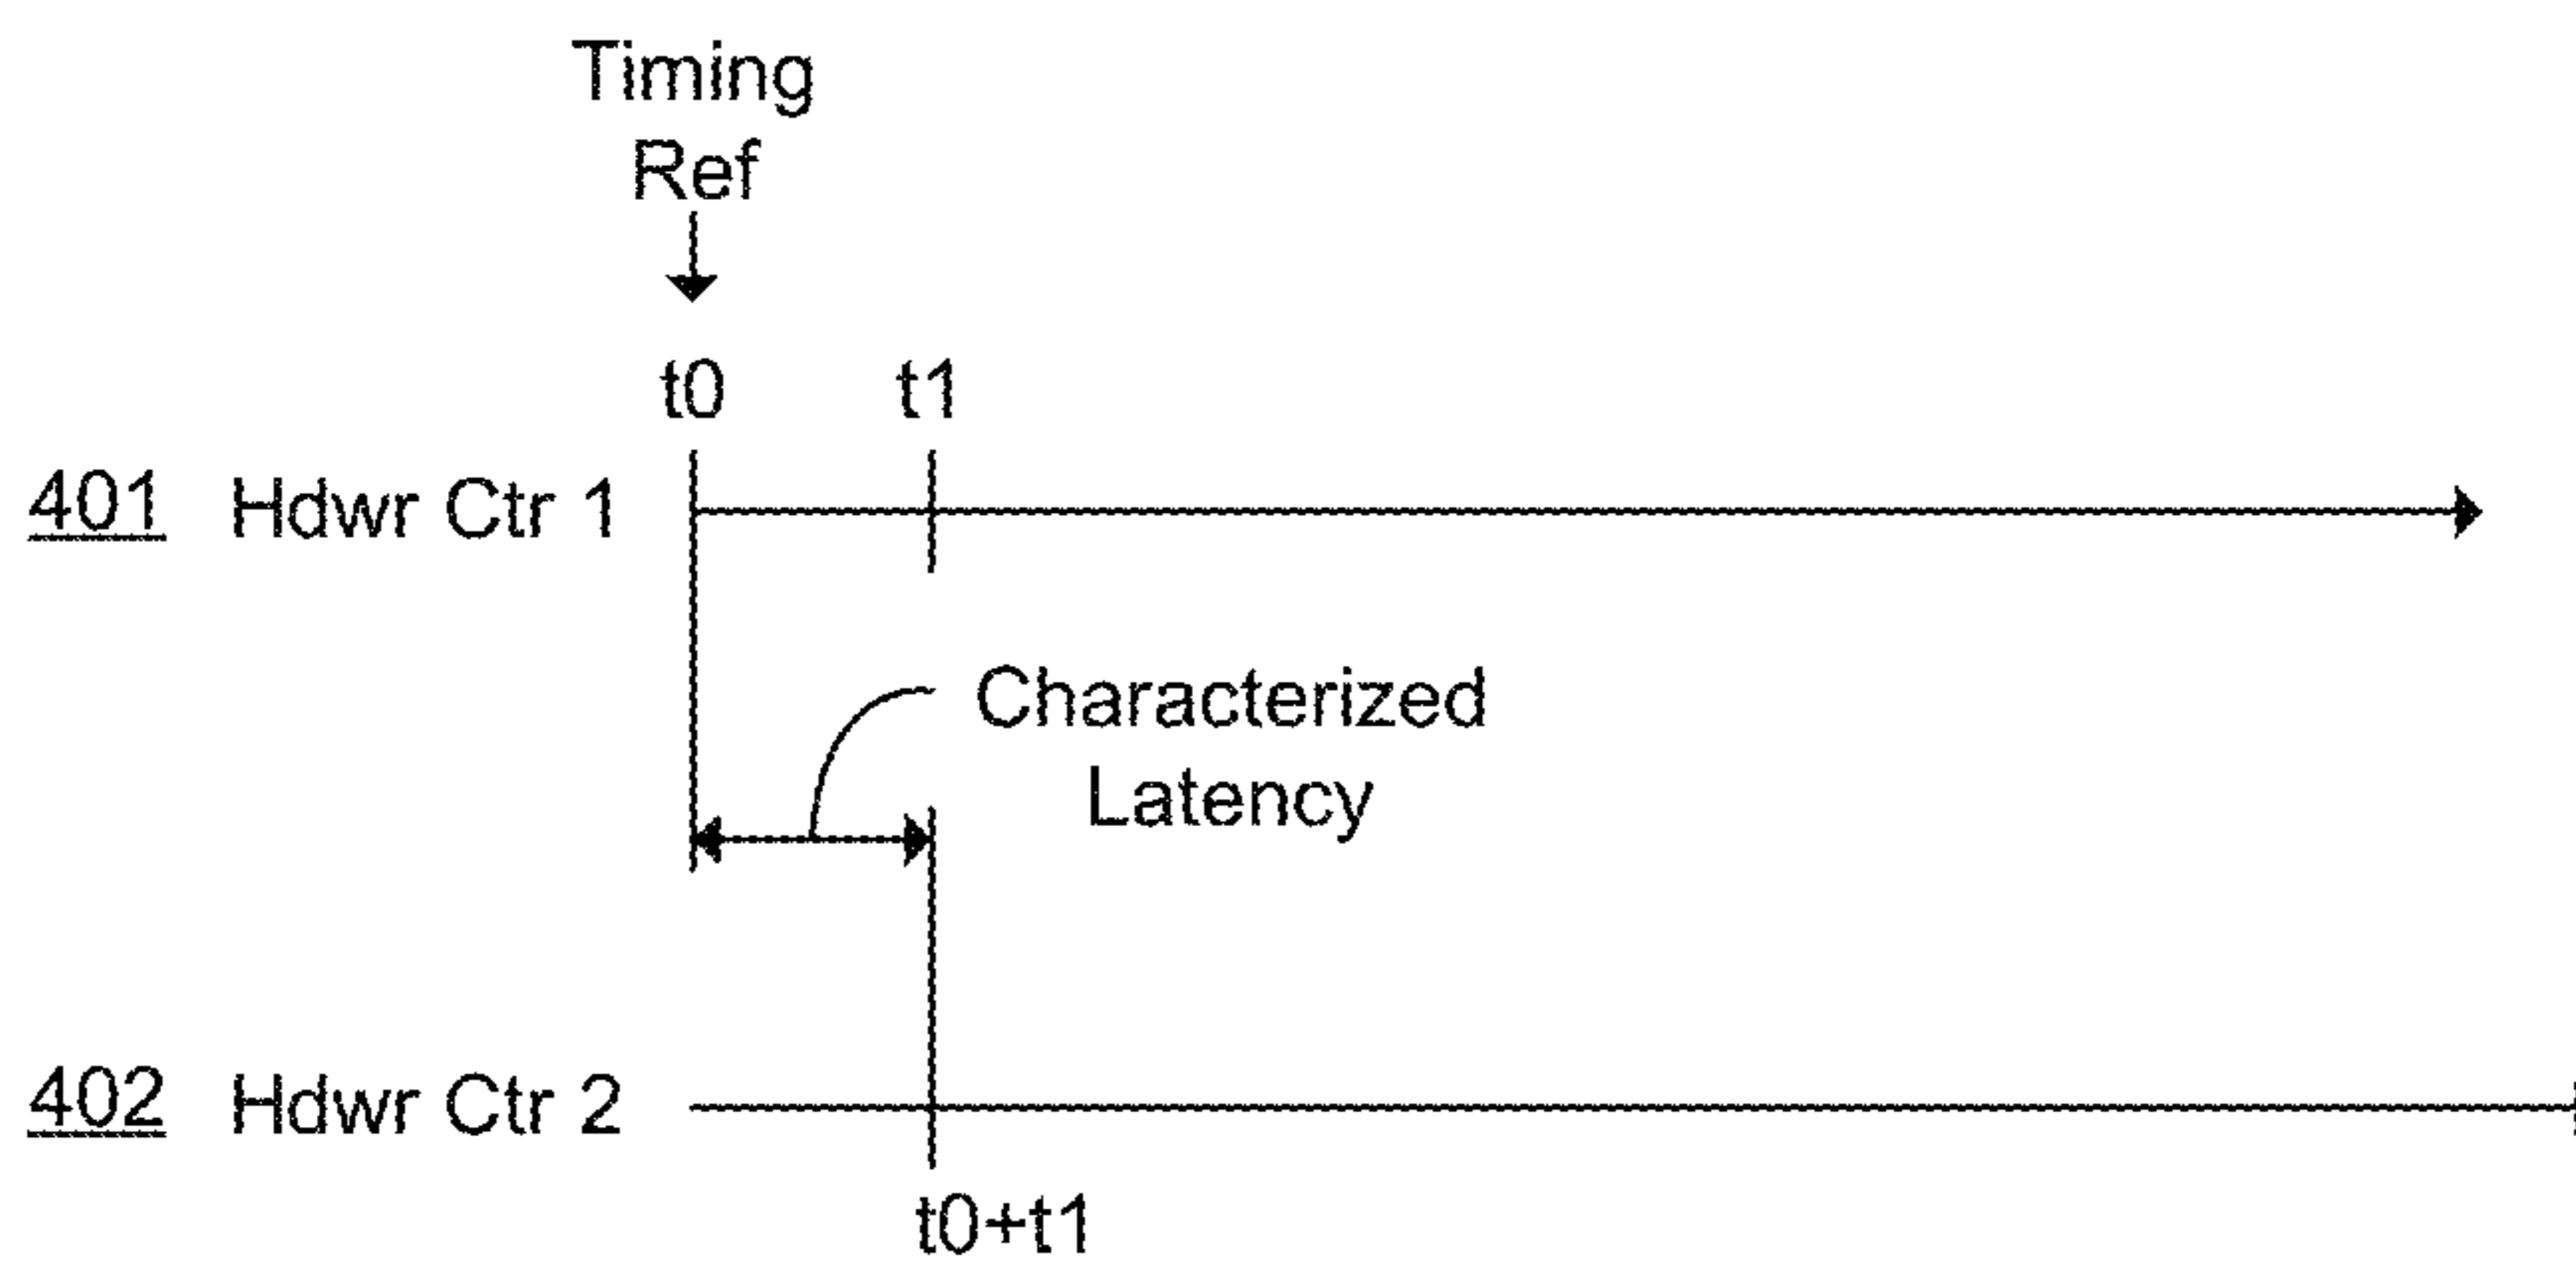 Timing
Ref
t0 t1
401 Hdwr Ctr 1
Characterized
Latency
402 Hdwr Ctr 2
t0+t1